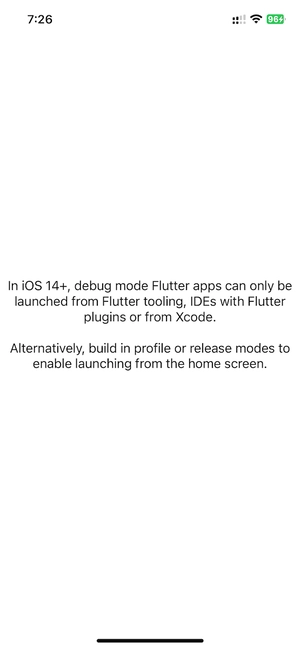 7:26
96
In iOS 14+, debug mode Flutter apps can only be
launched from Flutter tooling, IDEs with Flutter
plugins or from Xcode.
Alternatively, build in profile or release modes to
enable launching from the home screen.